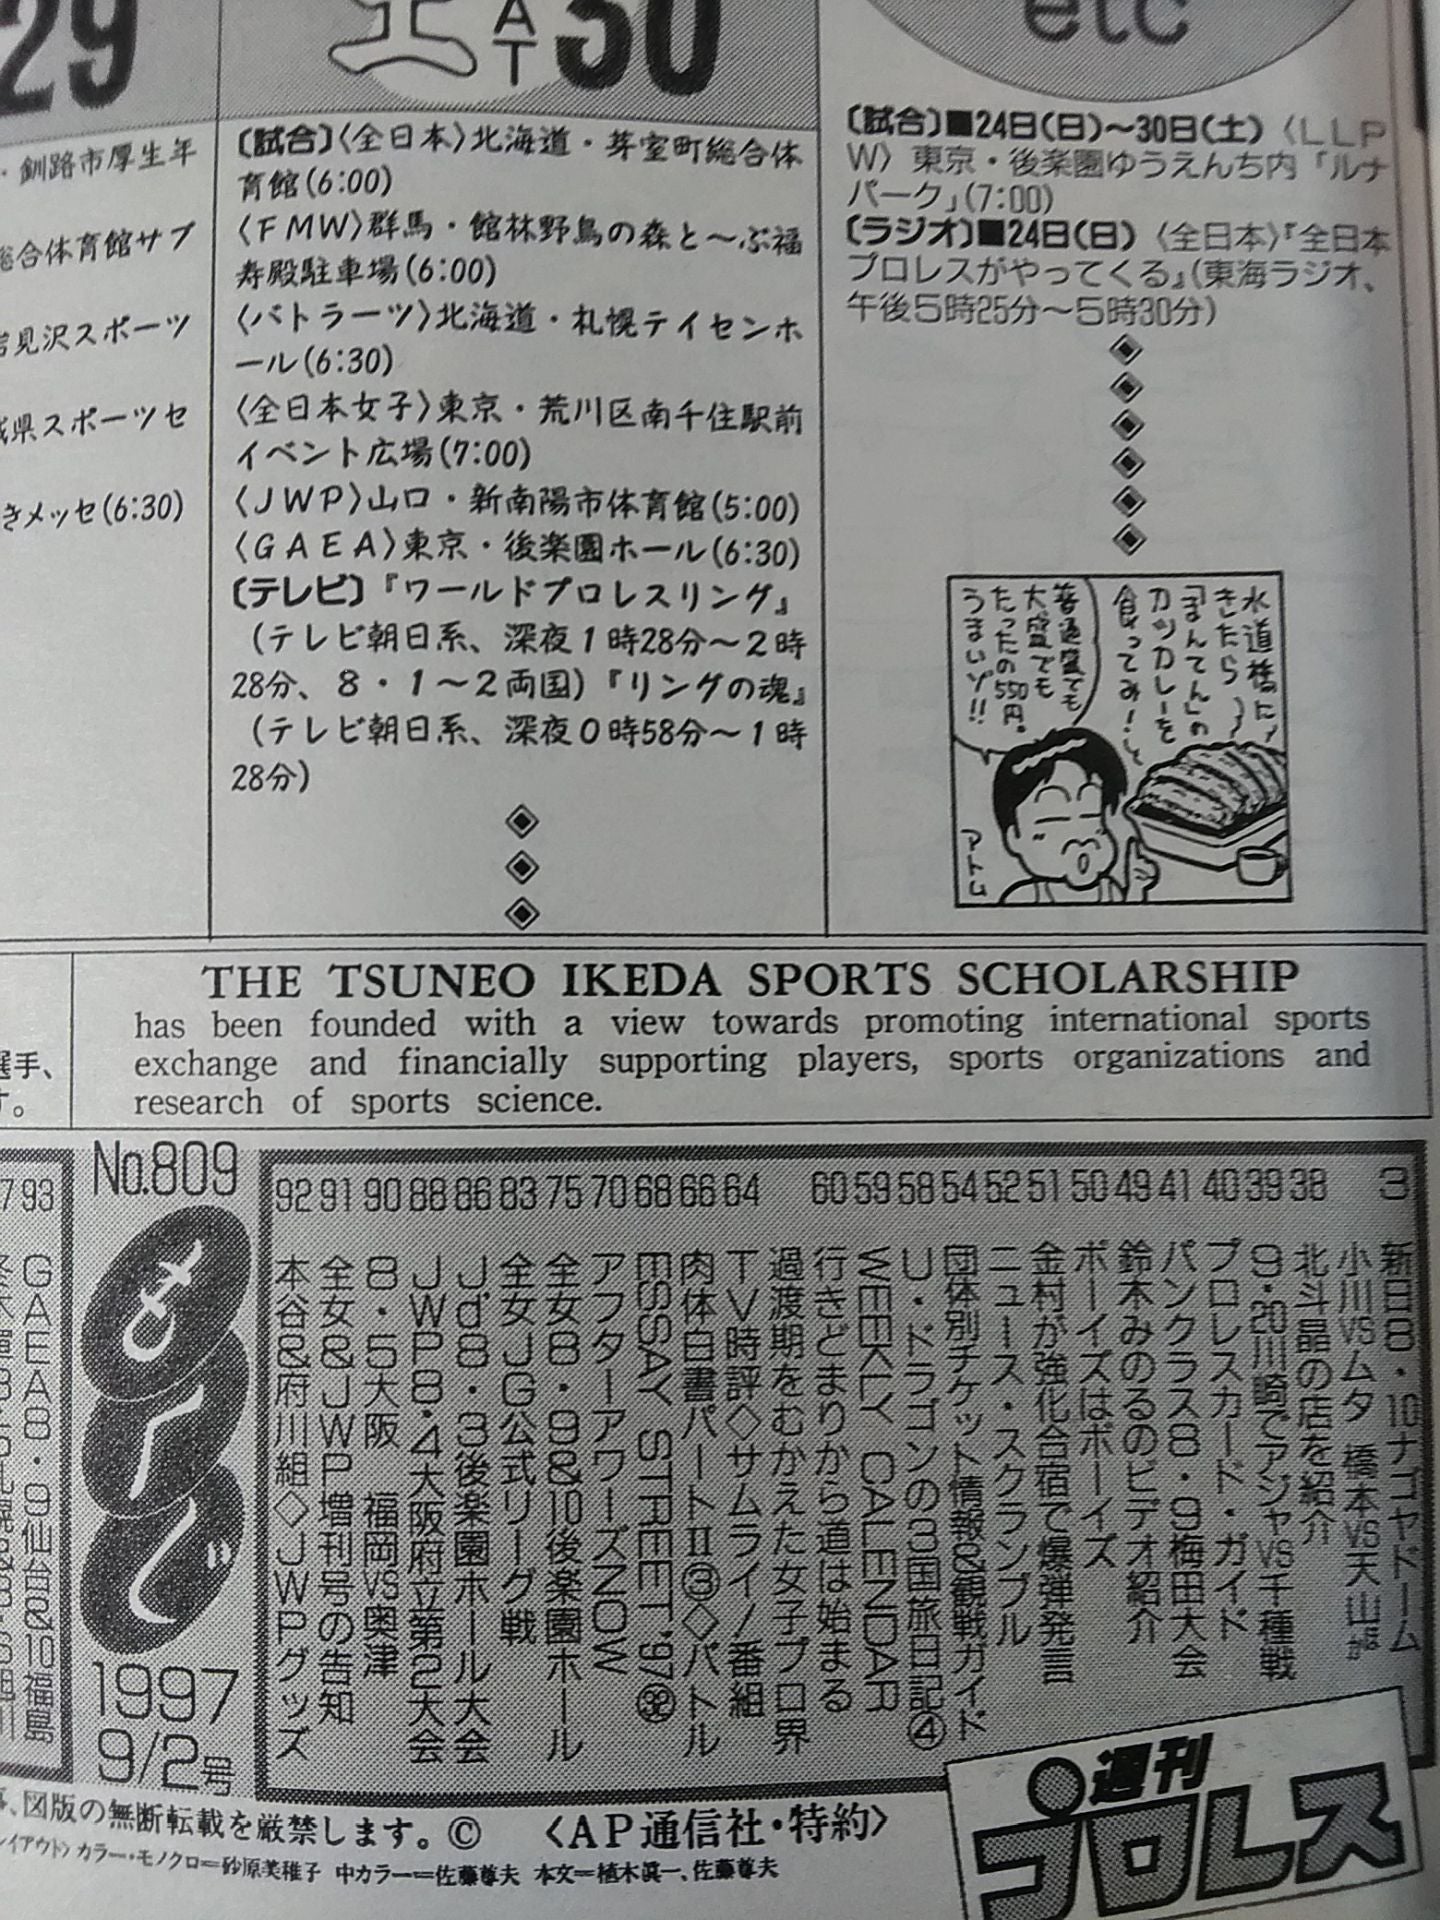 29
・釧路市厚生年
総合体育館サブ
岩見沢スポーツ
城県スポーツセ
きメッセ(6:30)
土 SAT 30
〔試合〕〈全日本〉北海道・芽室町総合体
育館(6:00)
〈FMW〉群馬・館林野鳥の森と〜ぶ福
寿殿駐車場(6:00)
〈バトラーツ〉北海道・札幌テイセンホ
ール(6:30)
〈全日本女子〉東京・荒川区南千住駅前
イベント広場(7:00)
〈JWP〉山口・新南陽市体育館(5:00)
〈GAEA〉東京・後楽園ホール(6:30)
〔テレビ〕『ワールドプロレスリング』
(テレビ朝日系、深夜1時28分〜2時
28分、8・1〜2両国)『リングの魂』
(テレビ朝日系、深夜0時58分〜1時
28分)
etc
〔試合〕■24日(日)〜30日(土)〈LLP
W〉東京・後楽園ゆうえんち内「ルナ
パーク」(7:00)
〔ラジオ〕■24日(日)〈全日本〉『全日本
プロレスがやってくる』(東海ラジオ、
午後5時25分〜5時30分)
水道橋に
きたら
「まんてん」の
カツカレーを
食ってみ!
普通盛でも
大盛でも
たったの550円。
うまいゾ!!
アトム
選手、
す。
THE TSUNEO IKEDA SPORTS SCHOLARSHIP
has been founded with a view towards promoting international sports
exchange and financially supporting players, sports organizations and
research of sports science.
3 新日8・10ナゴヤドーム
小川VSムタ 橋本VS天山ほか
38 北斗晶の店を紹介
39 9・20川崎でアジャVS千種戦
40 プロレスカード・ガイド
41 パンクラス8・9梅田大会
49 鈴木みのるのビデオ紹介
50 ボーイズはボーイズ
51 金村が強化合宿で爆弾発言
52 ニュース・スクランブル
54 団体別チケット情報&観戦ガイド
58 U・ドラゴンの3国旅日記④
59 WEEKLY CALENDAR
60 行きどまりから道は始まる
過渡期をむかえた女子プロ界
64 TV時評◇サムライ!番組
66 肉体白書パートII③◇バトル
68 ESSAY STREET '97㉜
70 アフターアワーズNOW
75 全女8・9&10後楽園ホール
83 全女JG公式リーグ戦
86 Jd'8・3後楽園ホール大会
88 JWP8・4大阪府立第2大会
90 8・5大阪 福岡VS奥津
91 全女&JWP増刊号の告知
92 本谷&府川組◇JWPグッズ
No.809
もくじ
1997
9/2号
93 GAEA8・9仙台&10福島
週刊
プロレス
、図版の無断転載を厳禁します。© 〈AP通信社・特約〉
レイアウト〉カラー・モノクロ=砂原美稚子 中カラー=佐藤尊夫 本文=植木眞一、佐藤尊夫